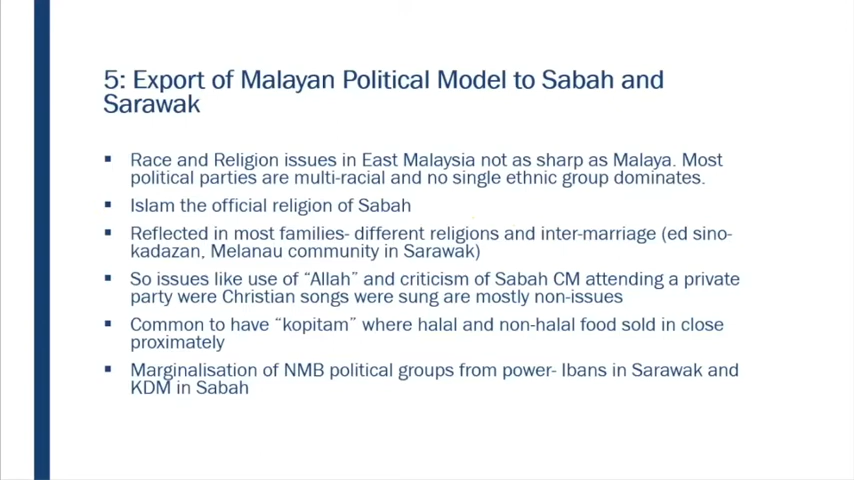 5: Export of Malayan Political Model to Sabah and
Sarawak
▪ Race and Religion issues in East Malaysia not as sharp as Malaya. Most
political parties are multi-racial and no single ethnic group dominates.
▪ Islam the official religion of Sabah
▪ Reflected in most families- different religions and inter-marriage (ed sino-
kadazan, Melanau community in Sarawak)
▪ So issues like use of “Allah” and criticism of Sabah CM attending a private
party were Christian songs were sung are mostly non-issues
▪ Common to have “kopitam” where halal and non-halal food sold in close
proximately
▪ Marginalisation of NMB political groups from power- Ibans in Sarawak and
KDM in Sabah